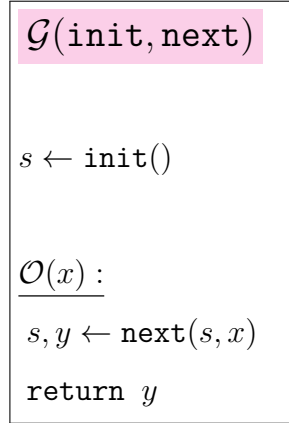 𝒢(init, next)
s ← init()
𝒪(x) :
s, y ← next(s, x)
return y